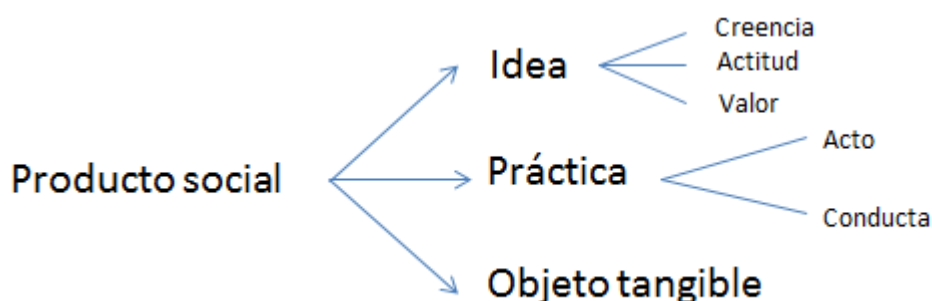 Creencia
Idea
Actitud
Valor
Producto social
Práctica
Acto
Conducta
Objeto tangible